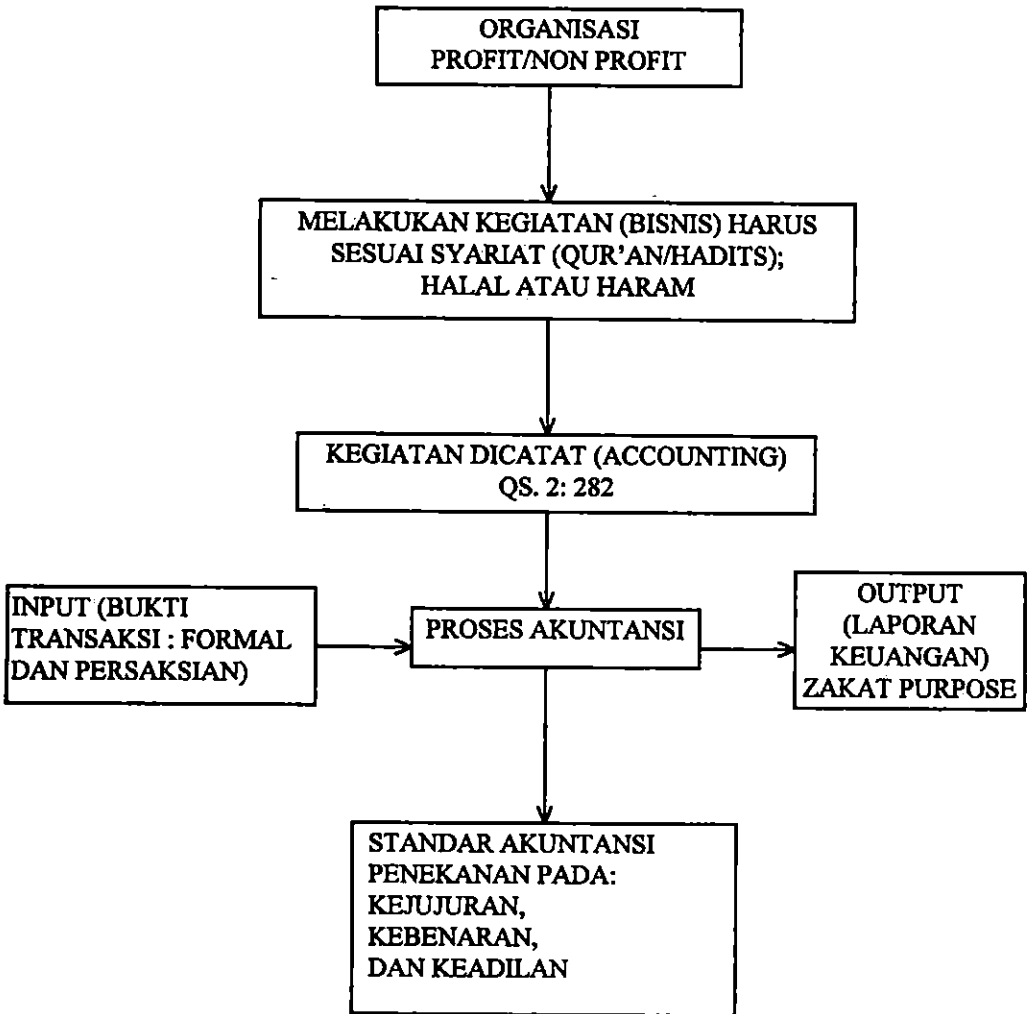 ORGANISASI
PROFIT/NON PROFIT
MELAKUKAN KEGIATAN (BISNIS) HARUS
SESUAI SYARIAT (QUR'AN/HADITS);
HALAL ATAU HARAM
KEGIATAN DICATAT (ACCOUNTING)
QS. 2: 282
INPUT (BUKTI
TRANSAKSI : FORMAL
DAN PERSAKSIAN)
PROSES AKUNTANSI
OUTPUT
(LAPORAN
KEUANGAN)
ZAKAT PURPOSE
STANDAR AKUNTANSI
PENEKANAN PADA:
KEJUJURAN,
KEBENARAN,
DAN KEADILAN